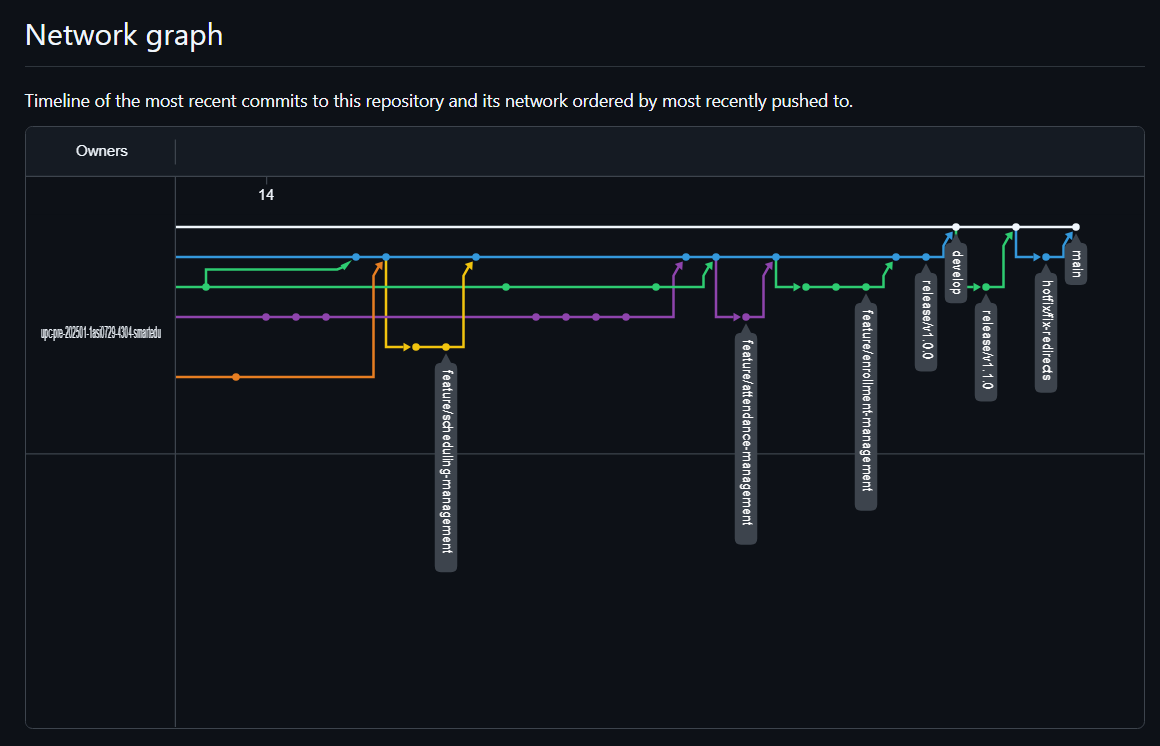 Network graph
Timeline of the most recent commits to this repository and its network ordered by most recently pushed to.
Owners
14
upc-pre-202501-1asi0729-4304-smartedu
develop
main
release/v1.0.0
hotfix/fix-redirects
release/v1.1.0
feature/enrollment-management
feature/attendance-management
feature/scheduling-management